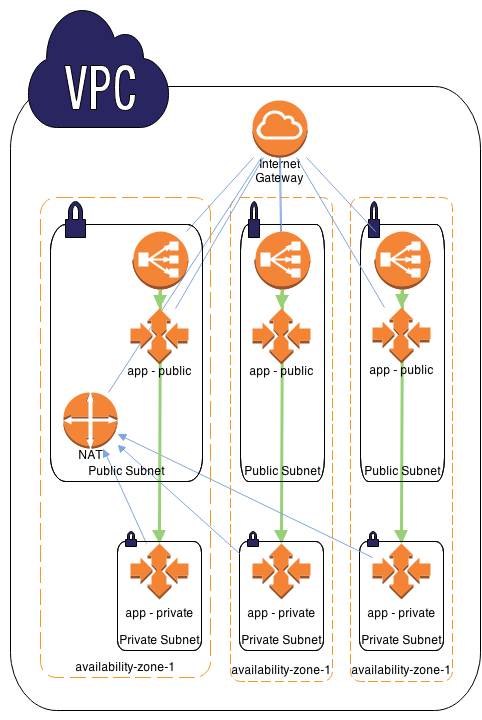 VPC
Internet
Gateway
app - public
app - public
app - public
NAT
Public Subnet
Public Subnet
Public Subnet
app - private
app - private
app - private
Private Subnet
Private Subnet
Private Subnet
availability-zone-1
availability-zone-1
availability-zone-1